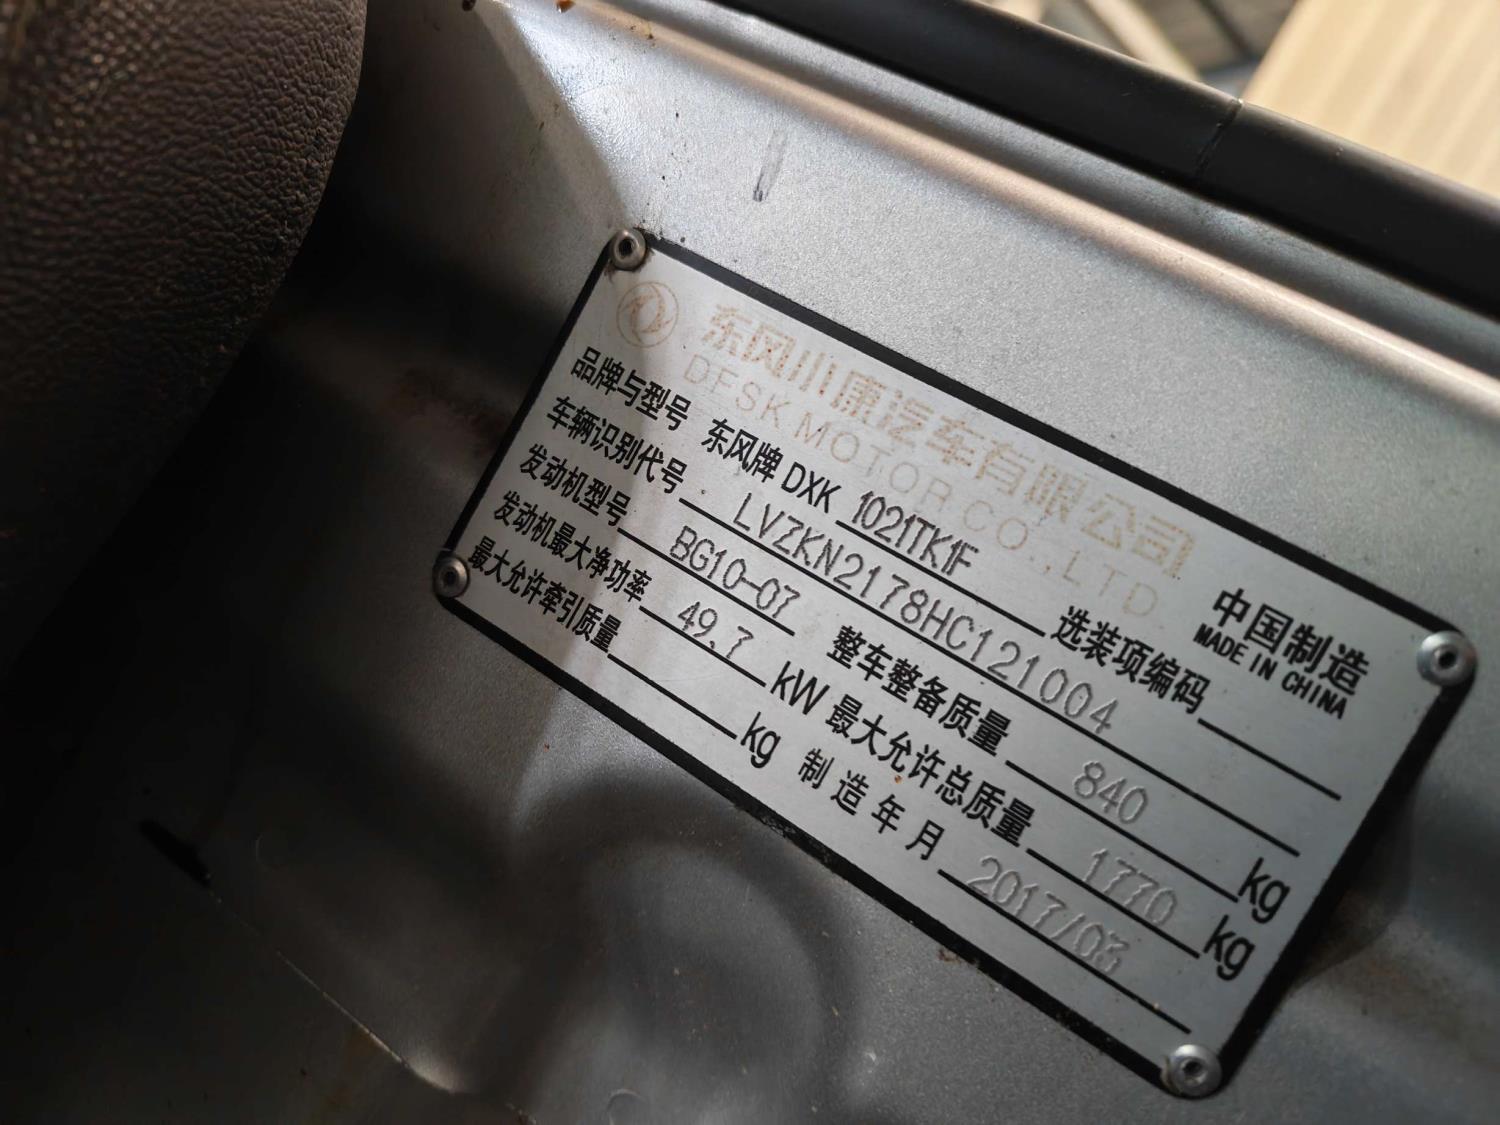 东风小康汽车有限公司
DFSK MOTOR CO., LTD
中国制造
MADE IN CHINA
品牌与型号 东风牌 DXK 1021TK1F 选装项编码
车辆识别代号 LVZKN2178HC121004
发动机型号 BG10-07 整车整备质量 840 kg
发动机最大净功率 49.7 kW 最大允许总质量 1770 kg
最大允许牵引质量 kg 制造年月 2017/03